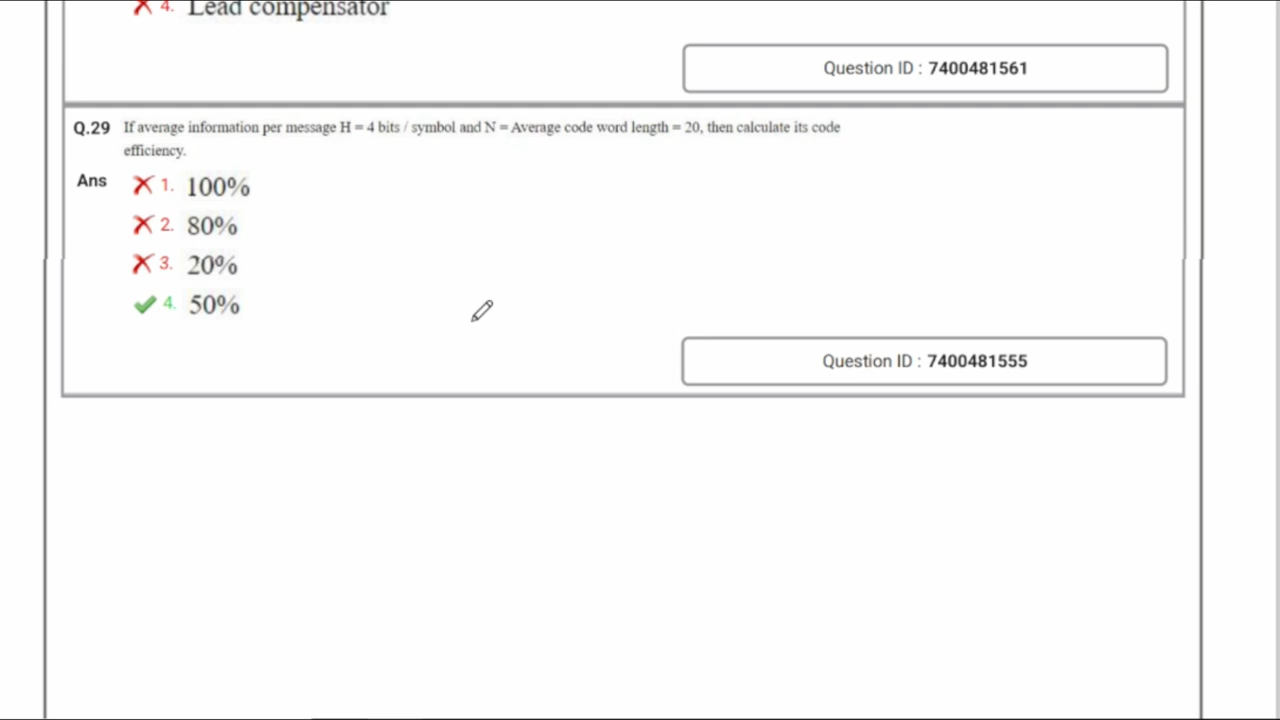 4. Lead compensator
Question ID : 7400481561
Q.29 If average information per message H = 4 bits / symbol and N = Average code word length = 20, then calculate its code
efficiency.
Ans 1. 100%
2. 80%
3. 20%
4. 50%
Question ID : 7400481555